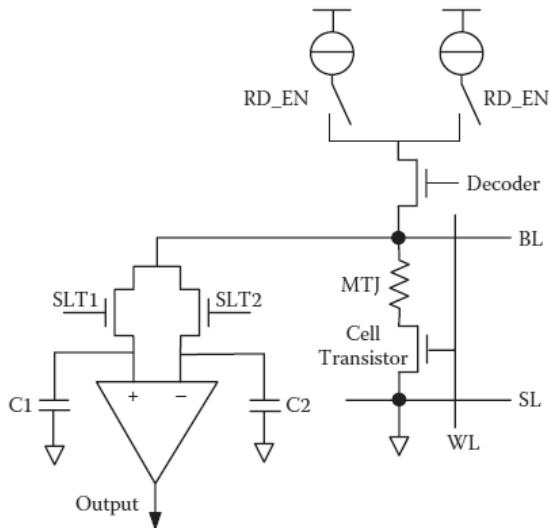 RD_EN
RD_EN
Decoder
BL
MTJ
SLT1
SLT2
Cell
Transistor
C1
+
−
C2
SL
WL
Output